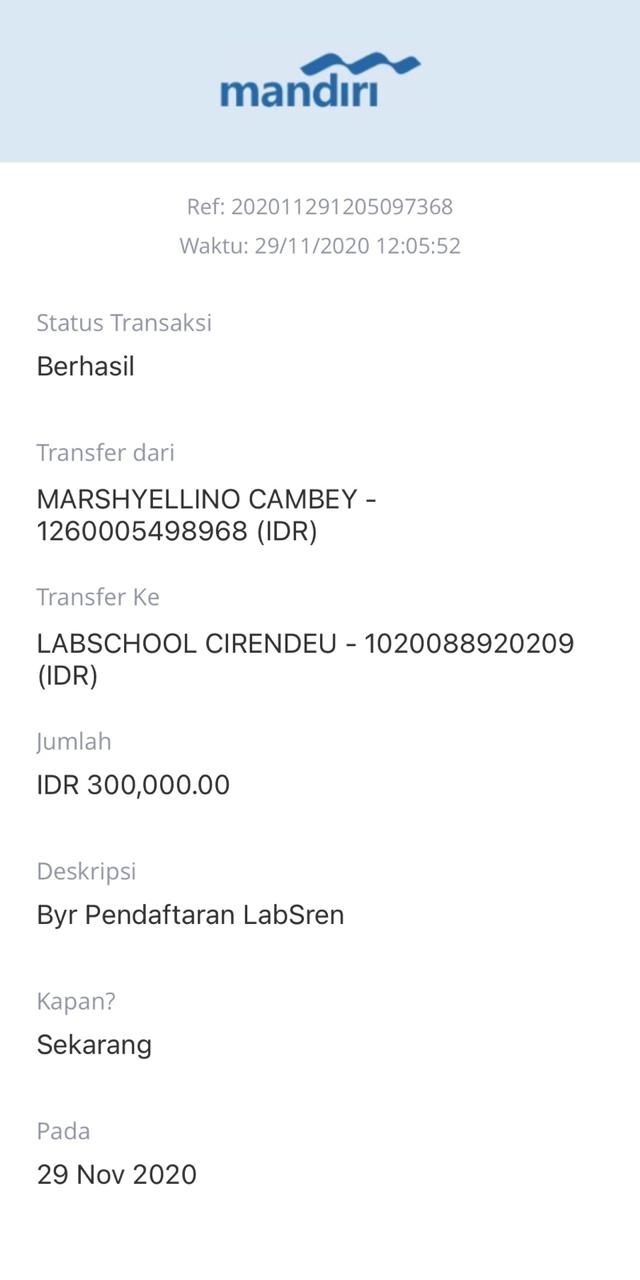 mandiri
Ref: 202011291205097368
Waktu: 29/11/2020 12:05:52
Status Transaksi
Berhasil
Transfer dari
MARSHYELLINO CAMBEY -
1260005498968 (IDR)
Transfer Ke
LABSCHOOL CIRENDEU - 1020088920209
(IDR)
Jumlah
IDR 300,000.00
Deskripsi
Byr Pendaftaran LabSren
Kapan?
Sekarang
Pada
29 Nov 2020